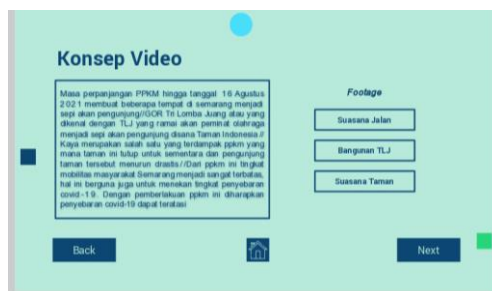 Konsep Video
Masa perpanjangan PPKM hingga tanggal 16 Agustus
2021 membuat beberapa tempat di semarang menjadi
sepi akan pengunjung//GOR Tri Lomba Juang atau yang
dikenal dengan TLJ yang ramai akan peminat olahraga
menjadi sepi akan pengunjung disana Taman Indonesia //
Kaya merupakan salah satu yang terdampak ppkm yang
mana taman ini tutup untuk sementara dan pengunjung
taman tersebut menurun drastis//Dari ppkm ini tingkat
mobilitas masyarakat Semarang menjadi sangat terbatas,
hal ini berguna juga untuk menekan tingkat penyebaran
covid-19. Dengan pemberlakuan ppkm ini diharapkan
penyebaran covid-19 dapat teratasi
Footage
Suasana Jalan
Bangunan TLJ
Suasana Taman
Back
Next